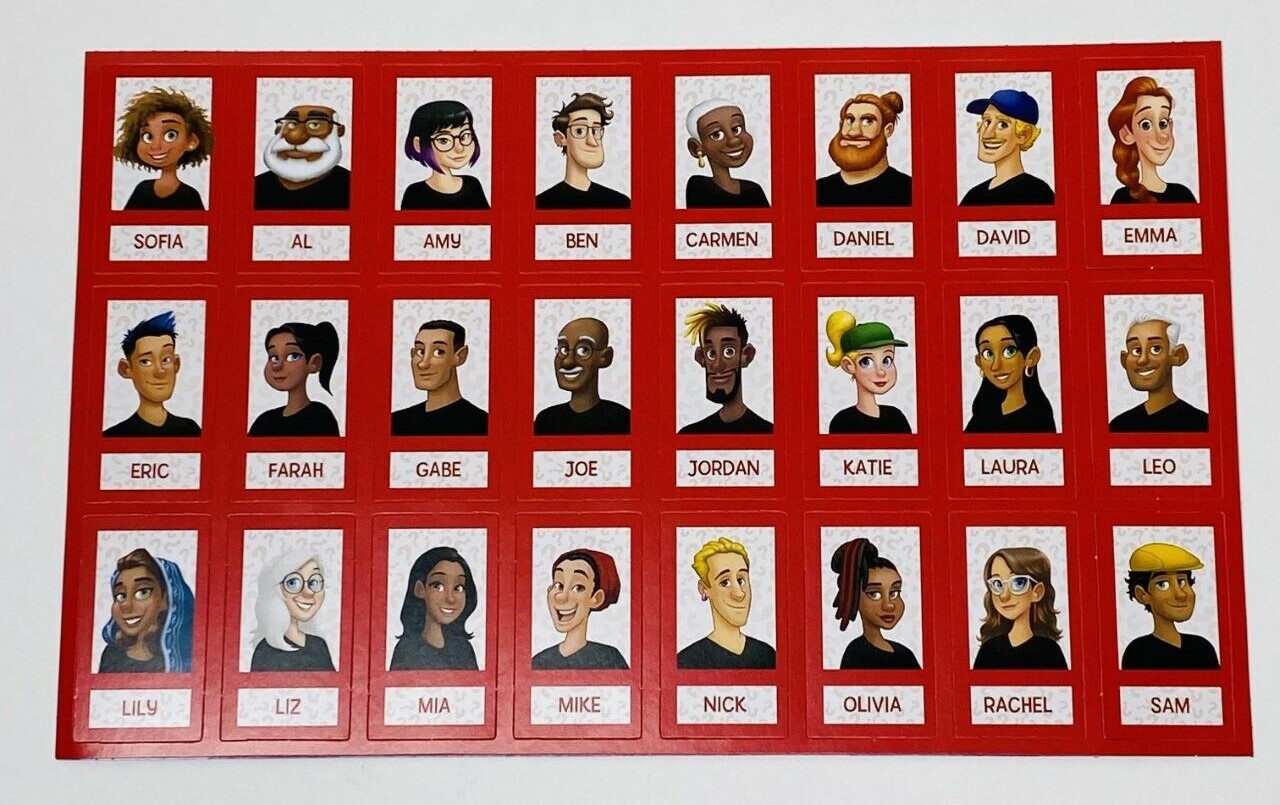 SOFIA
AL
AMY
BEN
CARMEN
DANIEL
DAVID
EMMA
ERIC
FARAH
GABE
JOE
JORDAN
KATIE
LAURA
LEO
LILY
LIZ
MIA
MIKE
NICK
OLIVIA
RACHEL
SAM